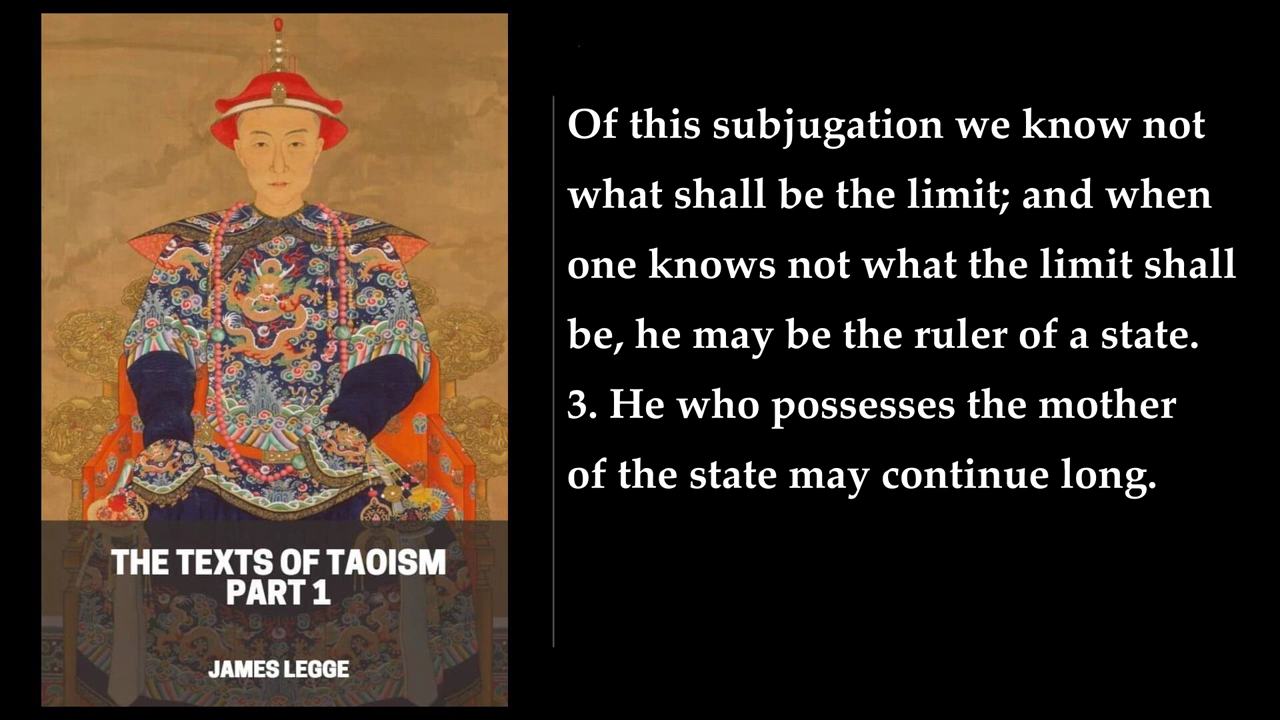 THE TEXTS OF TAOISM
PART 1
JAMES LEGGE
Of this subjugation we know not
what shall be the limit; and when
one knows not what the limit shall
be, he may be the ruler of a state.
3. He who possesses the mother
of the state may continue long.